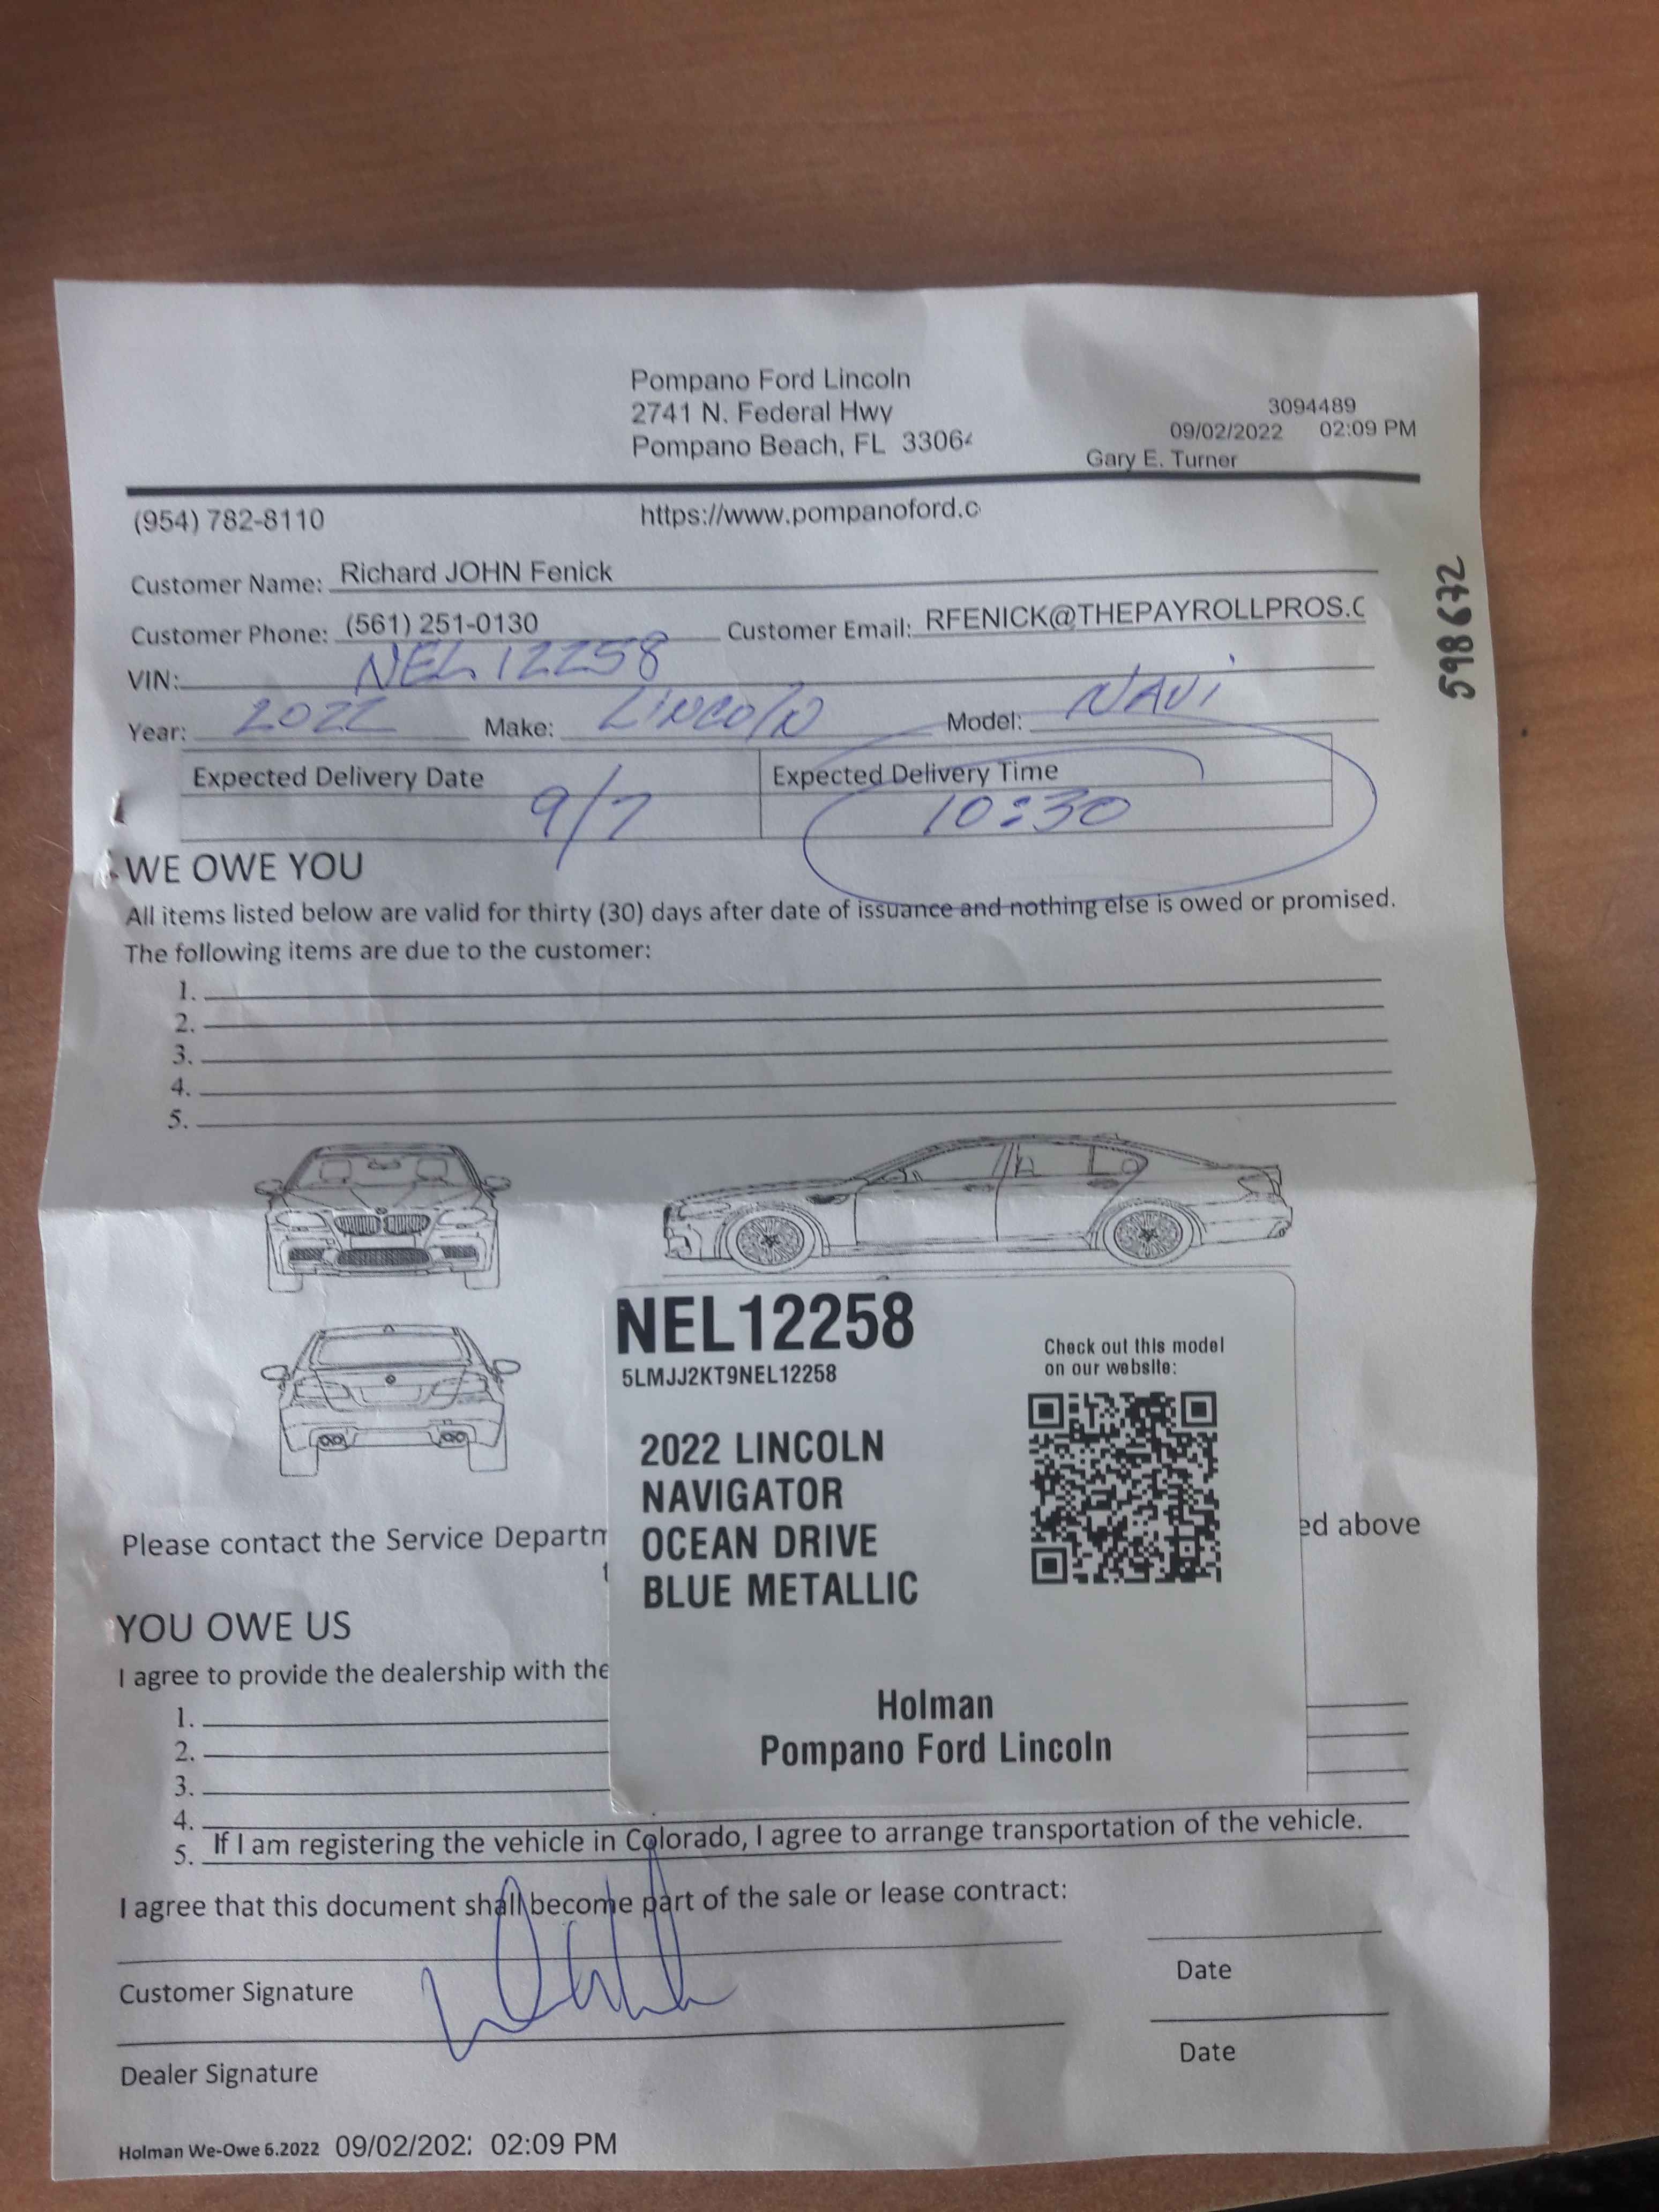 Pompano Ford Lincoln
2741 N. Federal Hwy
Pompano Beach, FL 33064
3094489
09/02/2022 02:09 PM
Gary E. Turner
(954) 782-8110
https://www.pompanoford.c
Customer Name: Richard JOHN Fenick
Customer Phone: (561) 251-0130 Customer Email: RFENICK@THEPAYROLLPROS.C
VIN: NEL12258
Year: 2022 Make: LINCOLN Model: NAVI
Expected Delivery Date Expected Delivery Time
9/7 10:30
598672
WE OWE YOU
All items listed below are valid for thirty (30) days after date of issuance and nothing else is owed or promised.
The following items are due to the customer:
1.
2.
3.
4.
5.
NEL12258
5LMJJ2KT9NEL12258
Check out this model
on our website:
2022 LINCOLN
NAVIGATOR
OCEAN DRIVE
BLUE METALLIC
Holman
Pompano Ford Lincoln
Please contact the Service Departm
ed above
t
YOU OWE US
I agree to provide the dealership with the
1.
2.
3.
4.
5. If I am registering the vehicle in Colorado, I agree to arrange transportation of the vehicle.
I agree that this document shall become part of the sale or lease contract:
Customer Signature Date
Dealer Signature Date
Holman We-Owe 6.2022 09/02/202 02:09 PM